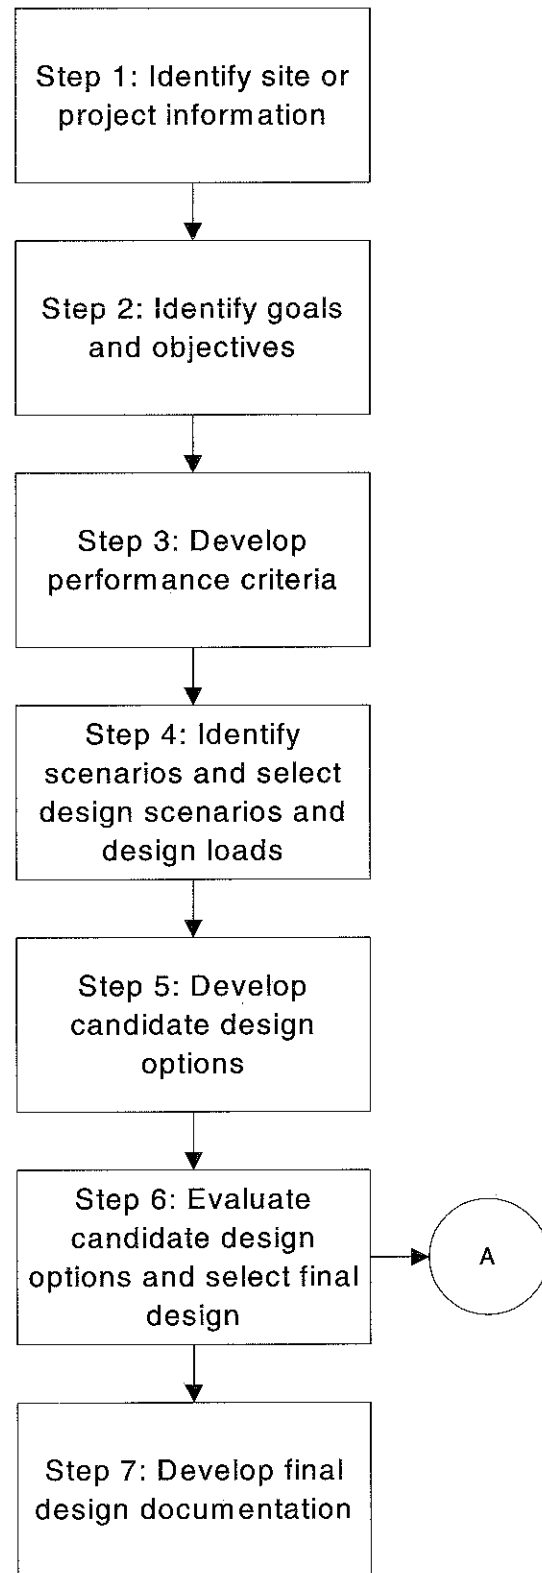 Step 1: Identify site or
project information
Step 2: Identify goals
and objectives
Step 3: Develop
performance criteria
Step 4: Identify
scenarios and select
design scenarios and
design loads
Step 5: Develop
candidate design
options
Step 6: Evaluate
candidate design
options and select final
design
A
Step 7: Develop final
design documentation